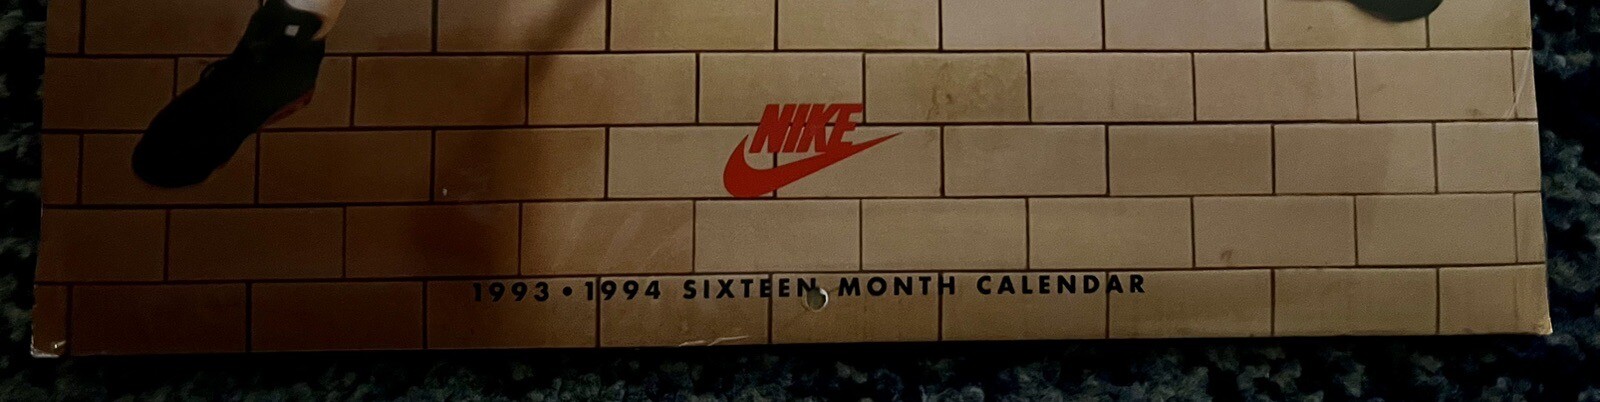 NIKE
1993 • 1994 SIXTEEN MONTH CALENDAR